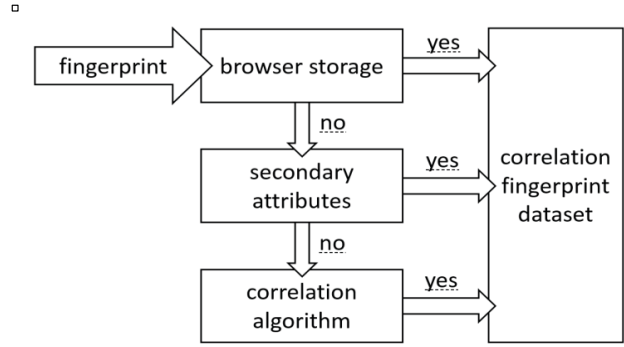 fingerprint
browser storage
yes
no
secondary
attributes
yes
correlation
fingerprint
dataset
no
correlation
algorithm
yes